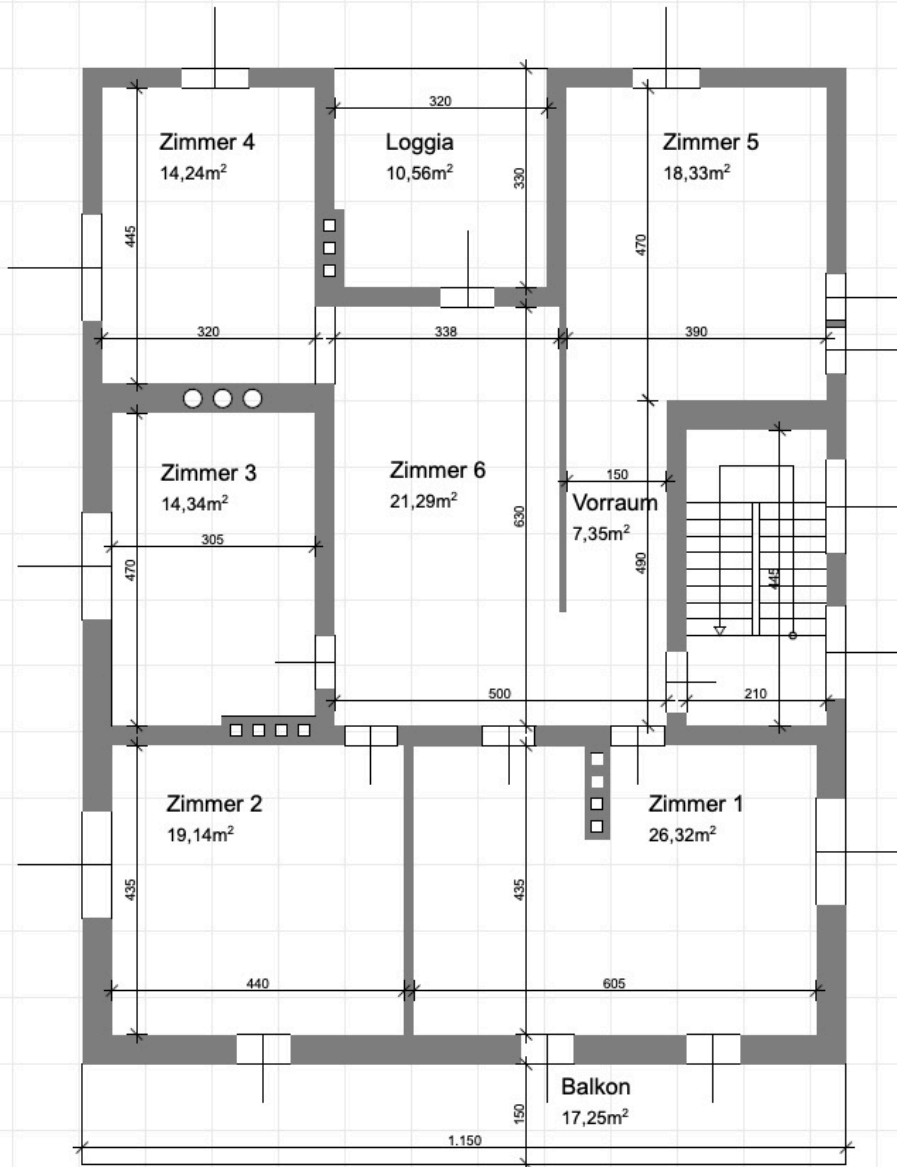 320
Zimmer 4
14,24m²
Loggia
10,56m²
Zimmer 5
18,33m²
330
445
470
320
338
390
Zimmer 3
14,34m²
Zimmer 6
21,29m²
150
Vorraum
7,35m²
305
470
630
490
445
500
210
Zimmer 2
19,14m²
Zimmer 1
26,32m²
435
435
440
605
Balkon
17,25m²
150
1.150